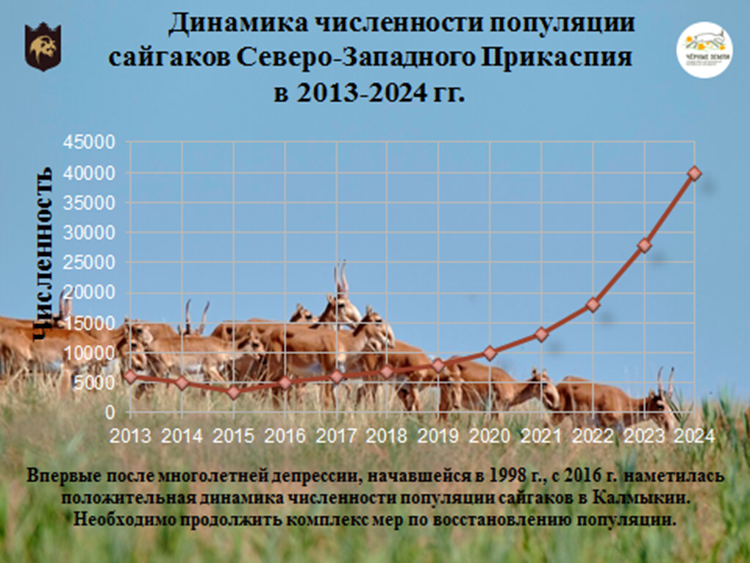 Динамика численности популяции
сайгаков Северо-Западного Прикаспия
в 2013-2024 гг.
ЧЁРНЫЕ ЗЕМЛИ
Численность
45000
40000
35000
30000
25000
20000
15000
10000
5000
0
2013 2014 2015 2016 2017 2018 2019 2020 2021 2022 2023 2024
Впервые после многолетней депрессии, начавшейся в 1998 г., с 2016 г. наметилась
положительная динамика численности популяции сайгаков в Калмыкии.
Необходимо продолжить комплекс мер по восстановлению популяции.